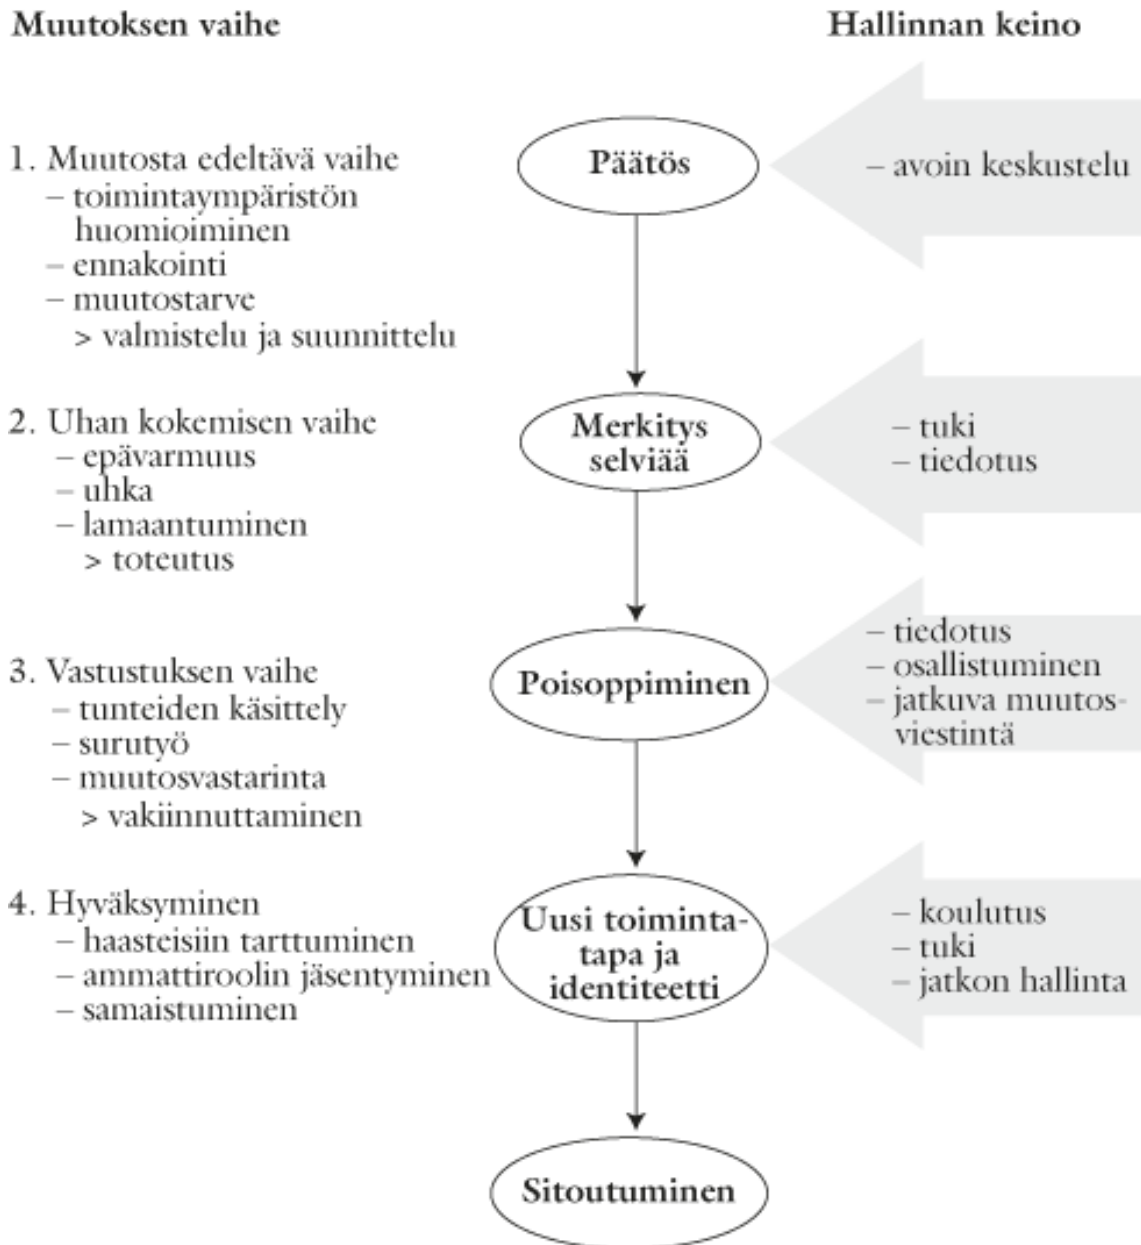 Muutoksen vaihe
Hallinnan keino
1. Muutosta edeltävä vaihe
– toimintaympäristön
huomioiminen
– ennakointi
– muutostarve
> valmistelu ja suunnittelu
Päätös
– avoin keskustelu
2. Uhan kokemisen vaihe
– epävarmuus
– uhka
– lamaantuminen
> toteutus
Merkitys
selviää
– tuki
– tiedotus
3. Vastustuksen vaihe
– tunteiden käsittely
– surutyö
– muutosvastarinta
> vakiinnuttaminen
Poisoppiminen
– tiedotus
– osallistuminen
– jatkuva muutos-
viestintä
4. Hyväksyminen
– haasteisiin tarttuminen
– ammattiroolin jäsentyminen
– samaistuminen
Uusi toiminta-
tapa ja
identiteetti
– koulutus
– tuki
– jatkon hallinta
Sitoutuminen